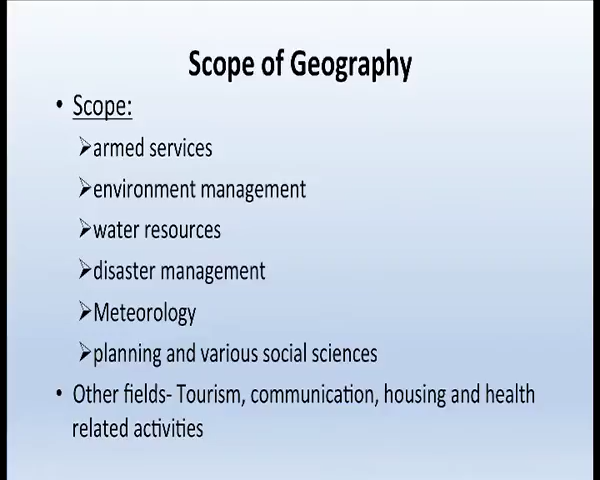 Scope of Geography
• Scope:
➢armed services
➢environment management
➢water resources
➢disaster management
➢Meteorology
➢planning and various social sciences
• Other fields- Tourism, communication, housing and health
related activities